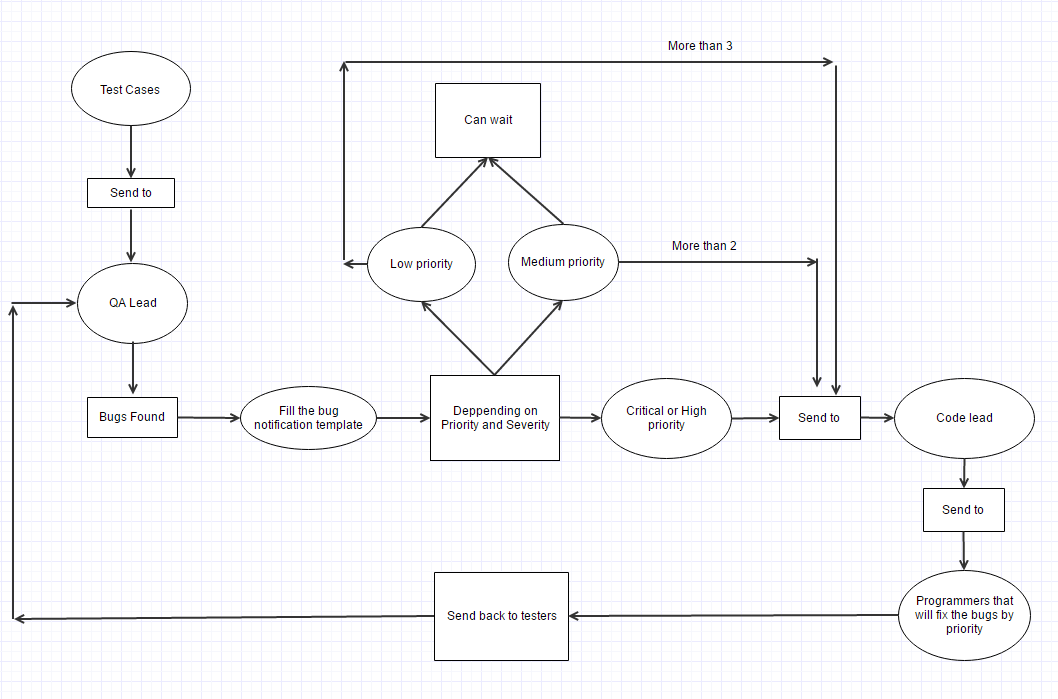 More than 3
Test Cases
Can wait
Send to
More than 2
Low priority
Medium priority
QA Lead
Bugs Found
Fill the bug
notification template
Deppending on
Priority and Severity
Critical or High
priority
Send to
Code lead
Send to
Programmers that
will fix the bugs by
priority
Send back to testers